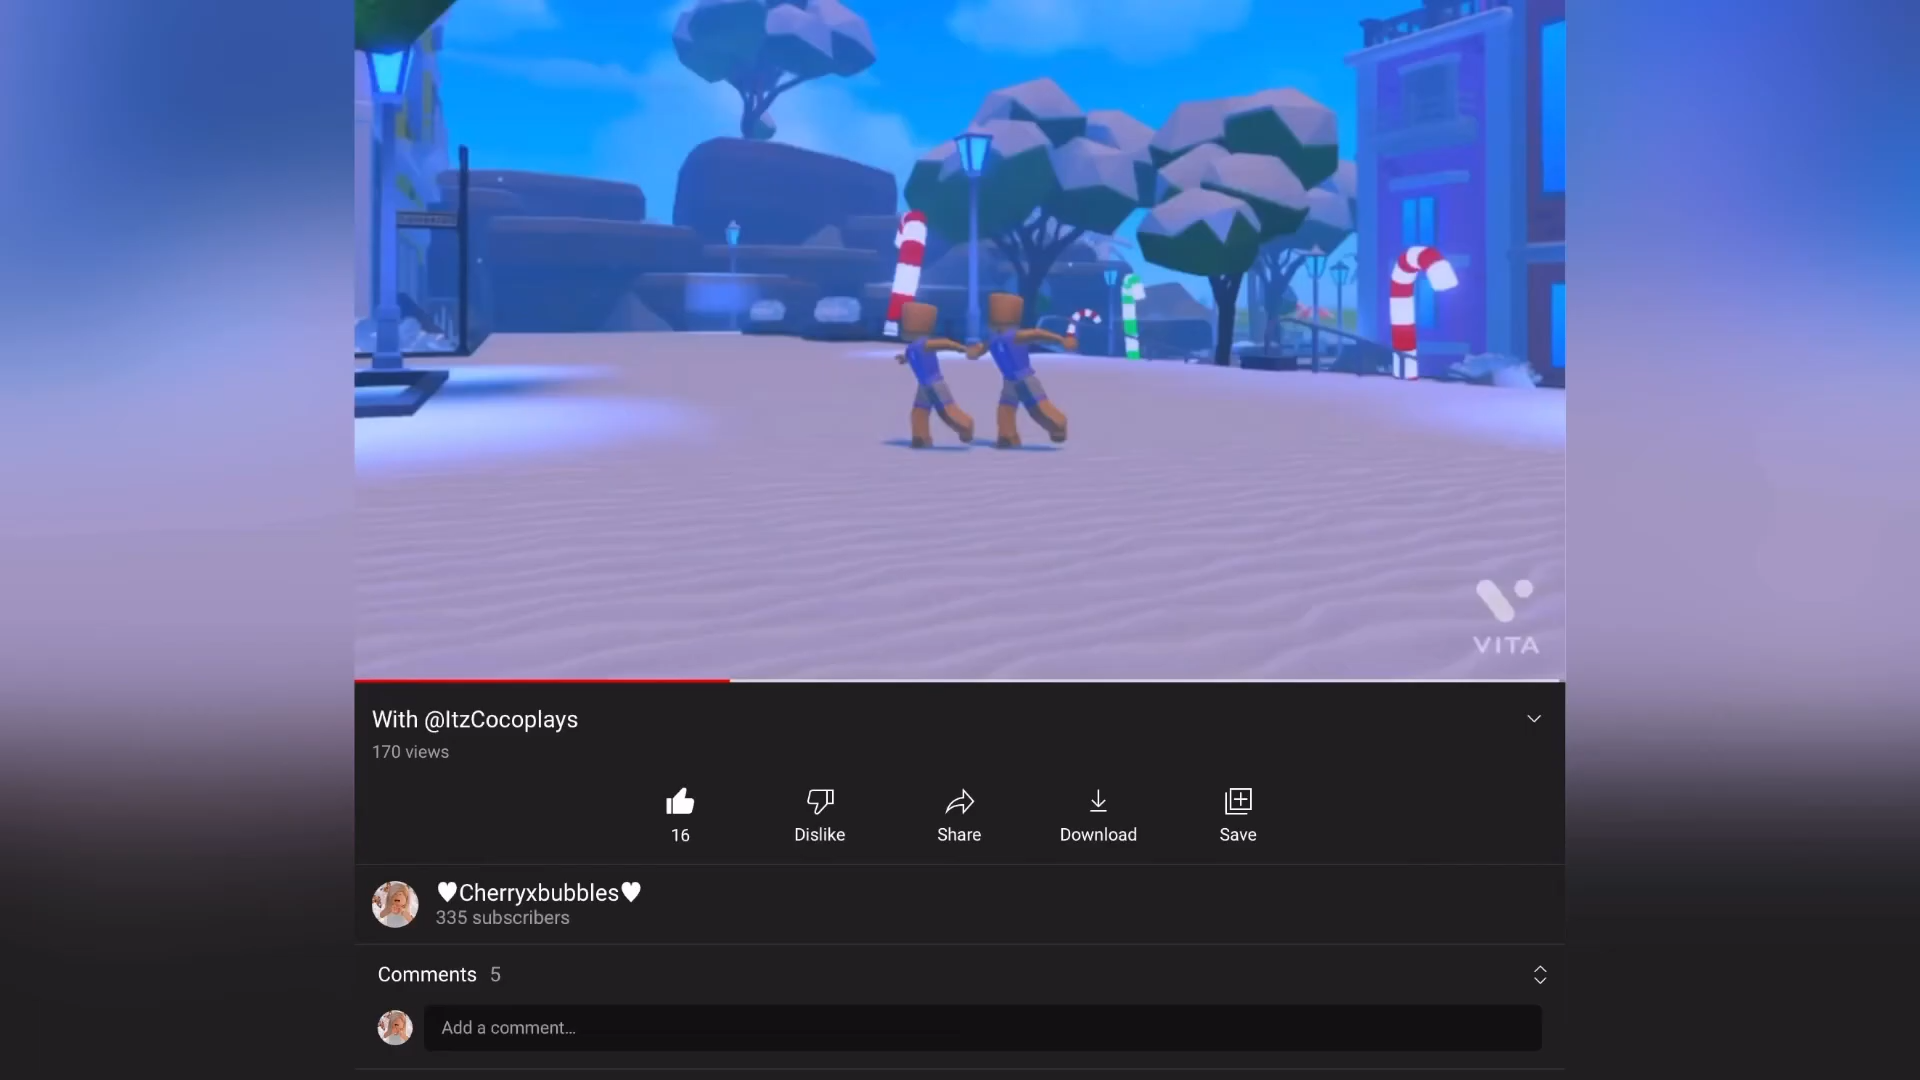 VITA
With @ItzCocoplays
170 views
16
Dislike
Share
Download
Save
♥Cherryxbubbles♥
335 subscribers
Comments 5
Add a comment...